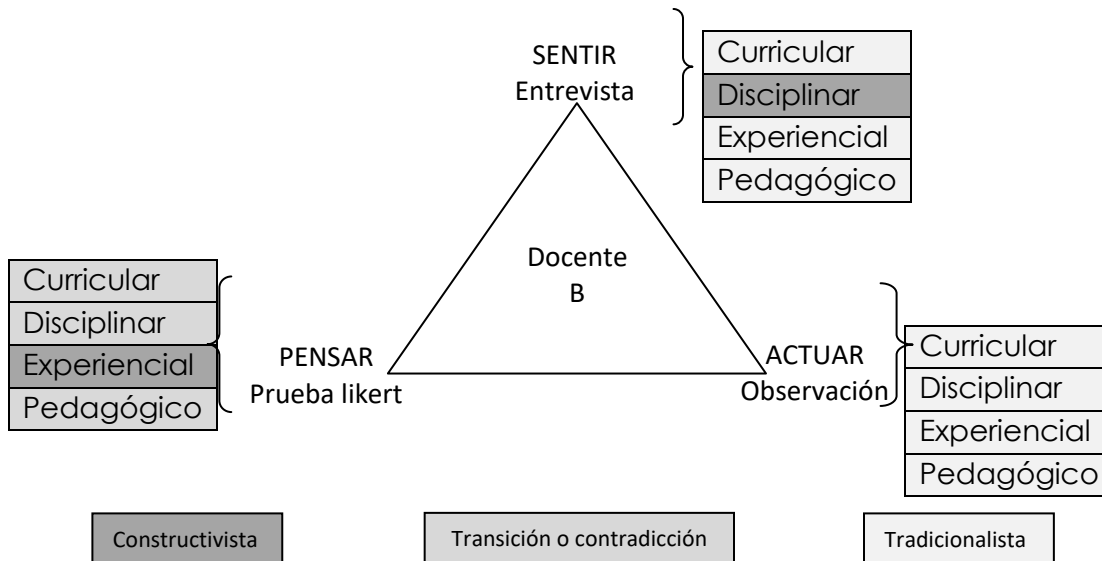 SENTIR
Entrevista
Curricular
Disciplinar
Experiencial
Pedagógico
Docente
B
Curricular
Disciplinar
Experiencial
Pedagógico
PENSAR
Prueba likert
ACTUAR
Observación
Curricular
Disciplinar
Experiencial
Pedagógico
Constructivista
Transición o contradicción
Tradicionalista